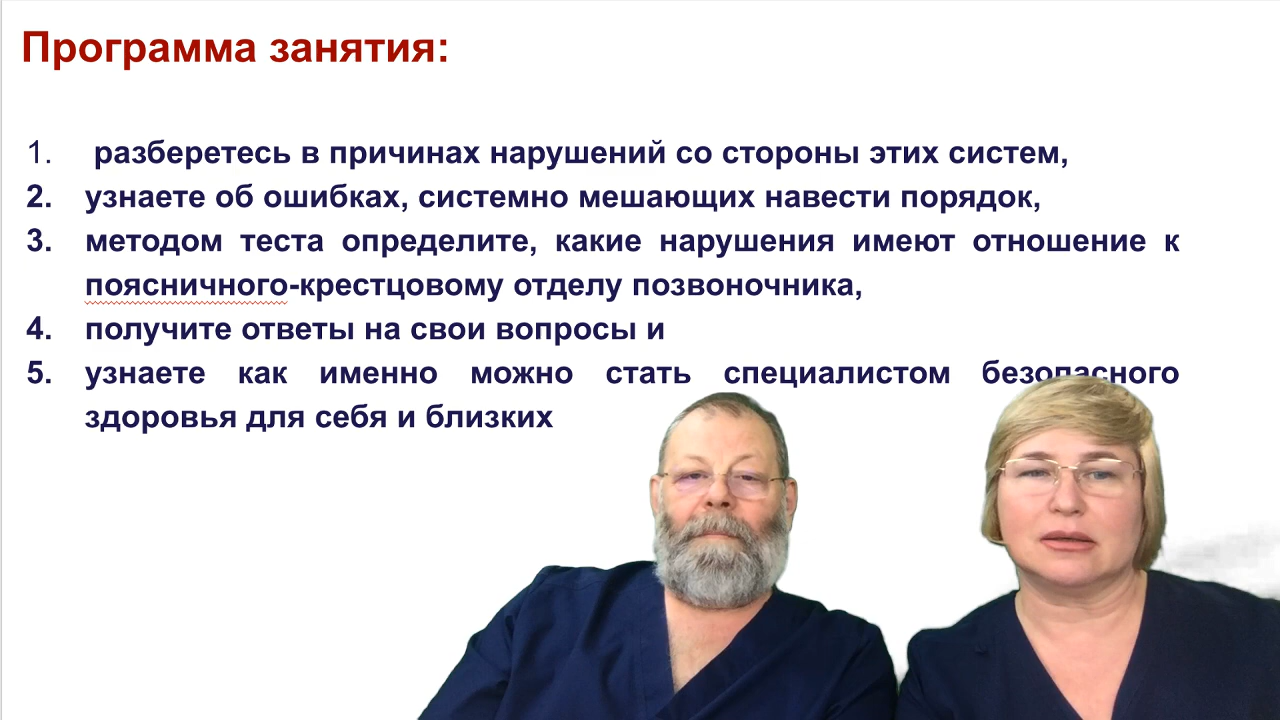 Программа занятия:
1. разберетесь в причинах нарушений со стороны этих систем,
2. узнаете об ошибках, системно мешающих навести порядок,
3. методом теста определите, какие нарушения имеют отношение к
поясничного-крестцовому отделу позвоночника,
4. получите ответы на свои вопросы и
5. узнаете как именно можно стать специалистом безопасного
здоровья для себя и близких